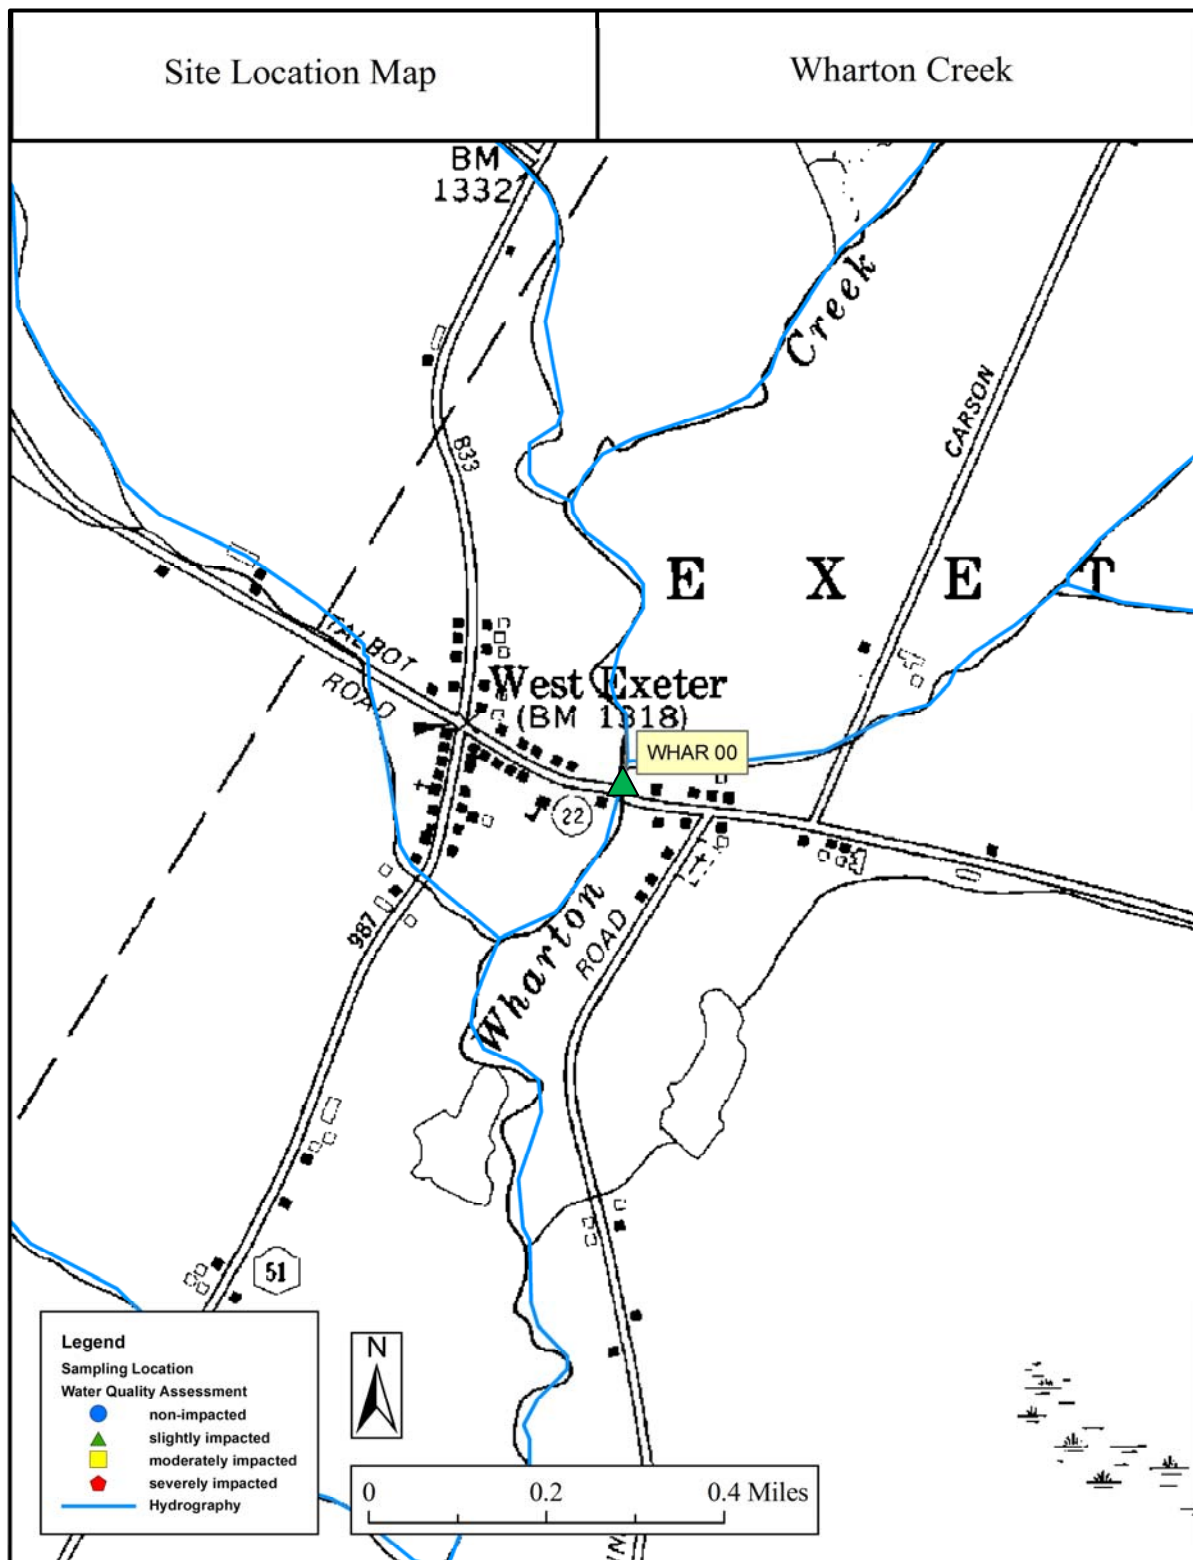 Site Location Map
Wharton Creek
BM
1332
Creek
CARSON
833
E X E T
TALBOT
ROAD
West Exeter
(BM 1318)
WHAR 00
22
Wharton
ROAD
987
51
Legend
Sampling Location
Water Quality Assessment
non-impacted
slightly impacted
moderately impacted
severely impacted
Hydrography
N
0 0.2 0.4 Miles